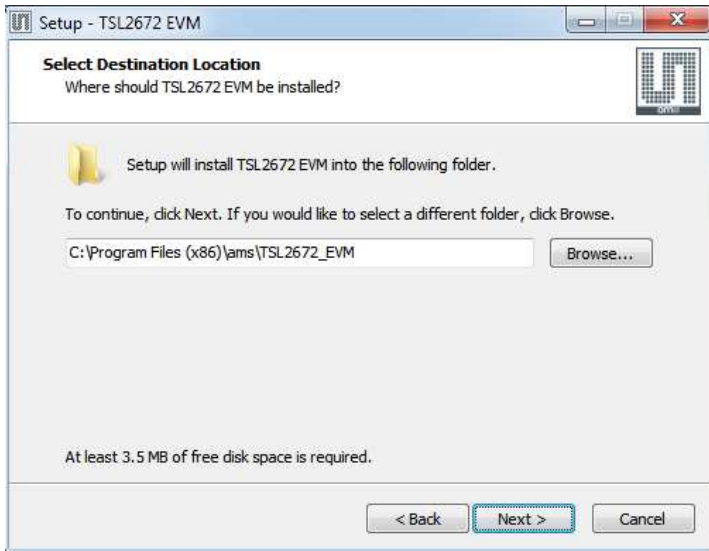 Setup - TSL2672 EVM
Select Destination Location
Where should TSL2672 EVM be installed?
Setup will install TSL2672 EVM into the following folder.
To continue, click Next. If you would like to select a different folder, click Browse.
C:\Program Files (x86)\ams\TSL2672_EVM
Browse...
At least 3.5 MB of free disk space is required.
< Back
Next >
Cancel